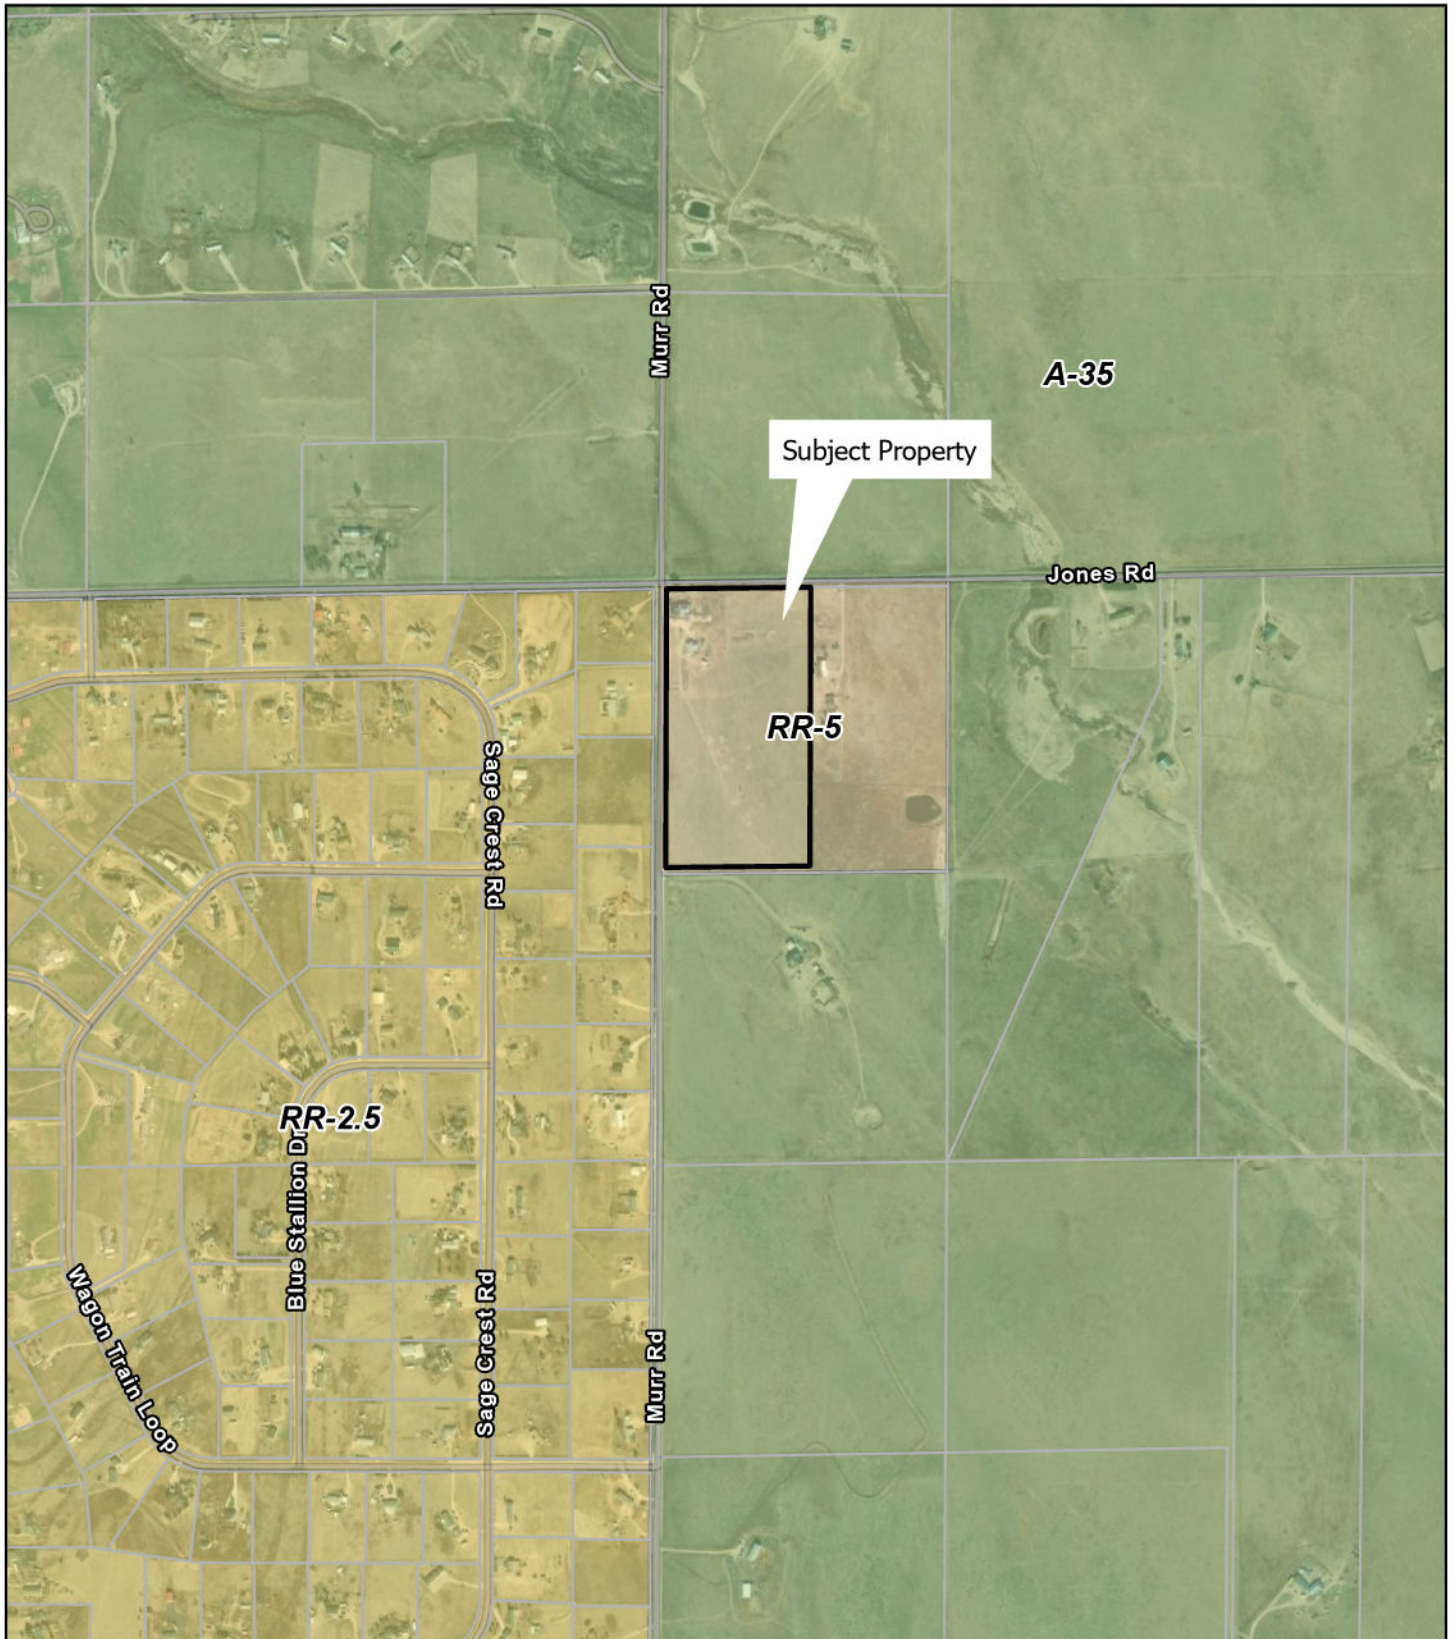 Murr Rd
A-35
Subject Property
Jones Rd
RR-5
Sage Crest Rd
RR-2.5
Blue Stallion Dr
Wagon Train Loop
Sage Crest Rd
Murr Rd